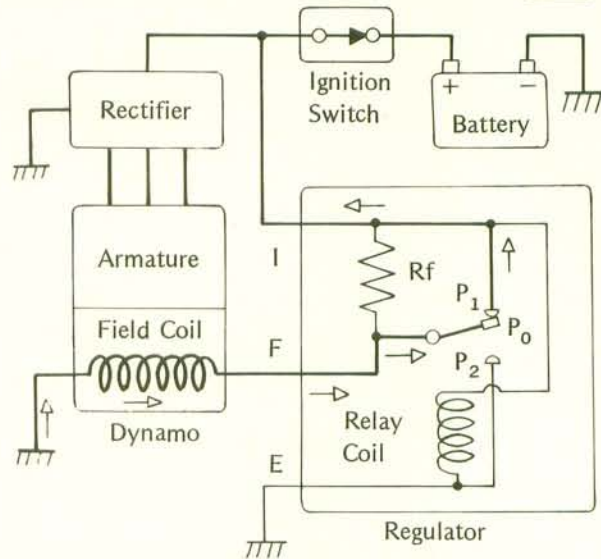 Ignition
Switch
+ −
Battery
Rectifier
Armature
I
Rf
P1
P0
Field Coil
F
P2
Dynamo
Relay
Coil
E
Regulator